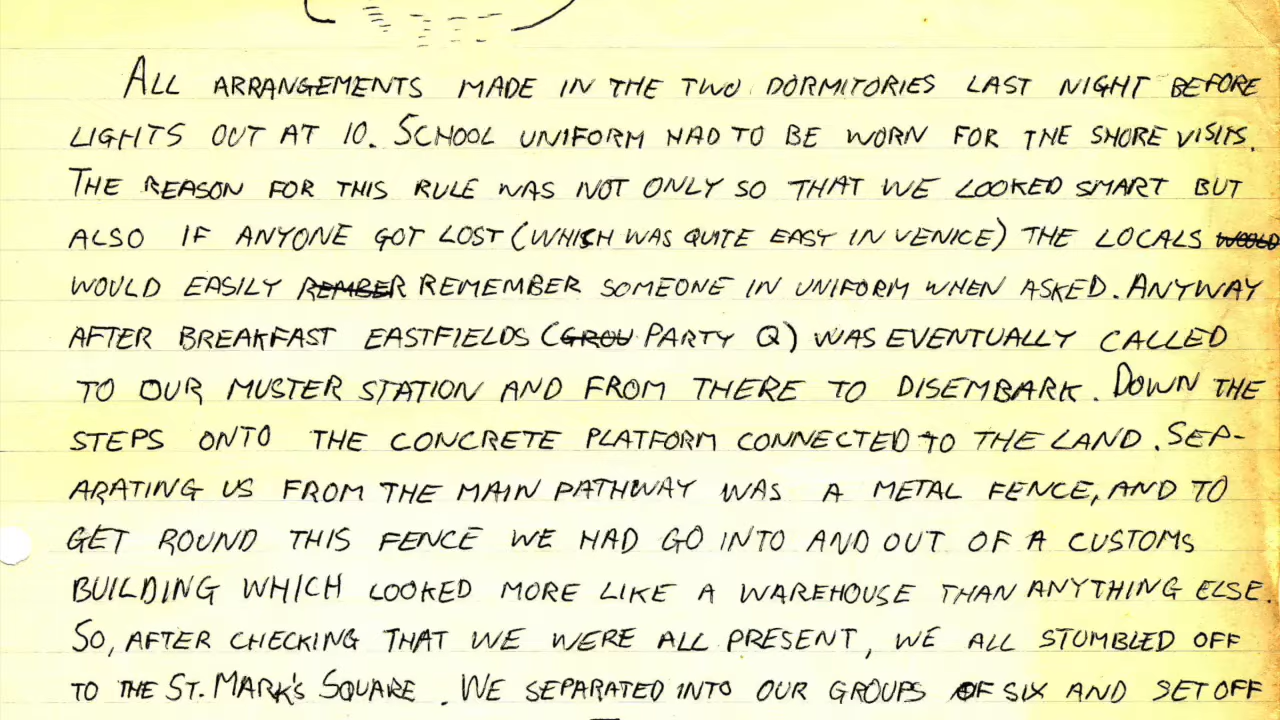 ALL ARRANGEMENTS MADE IN THE TWO DORMITORIES LAST NIGHT BEFORE
LIGHTS OUT AT 10. SCHOOL UNIFORM HAD TO BE WORN FOR THE SHORE VISITS.
THE REASON FOR THIS RULE WAS NOT ONLY SO THAT WE LOOKED SMART BUT
ALSO IF ANYONE GOT LOST (WHICH WAS QUITE EASY IN VENICE) THE LOCALS WOULD
WOULD EASILY REMBER REMEMBER SOMEONE IN UNIFORM WHEN ASKED. ANYWAY
AFTER BREAKFAST EASTFIELDS (GROU PARTY Q) WAS EVENTUALLY CALLED
TO OUR MUSTER STATION AND FROM THERE TO DISEMBARK. DOWN THE
STEPS ONTO THE CONCRETE PLATFORM CONNECTED TO THE LAND. SEP-
ARATING US FROM THE MAIN PATHWAY WAS A METAL FENCE, AND TO
GET ROUND THIS FENCE WE HAD GO INTO AND OUT OF A CUSTOMS
BUILDING WHICH LOOKED MORE LIKE A WAREHOUSE THAN ANYTHING ELSE.
SO, AFTER CHECKING THAT WE WERE ALL PRESENT, WE ALL STUMBLED OFF
TO THE ST. MARK'S SQUARE. WE SEPARATED INTO OUR GROUPS OF SIX AND SET OFF